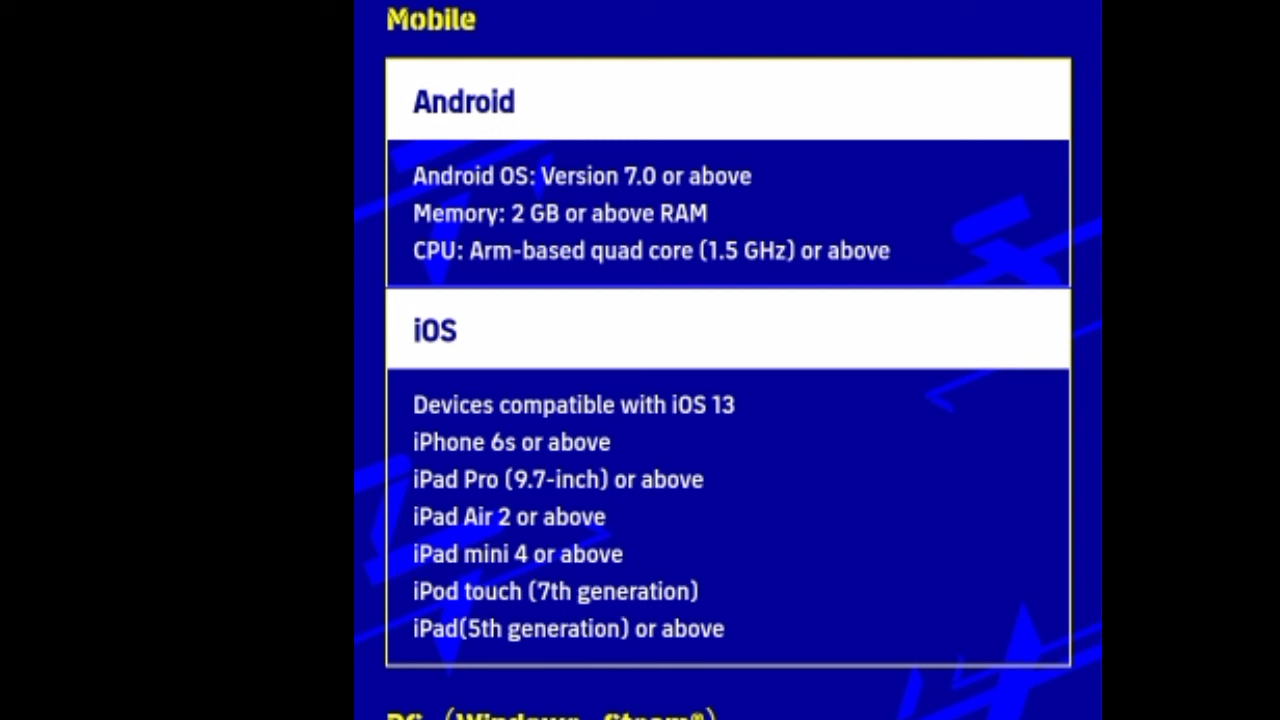 Mobile
Android
Android OS: Version 7.0 or above
Memory: 2 GB or above RAM
CPU: Arm-based quad core (1.5 GHz) or above
iOS
Devices compatible with iOS 13
iPhone 6s or above
iPad Pro (9.7-inch) or above
iPad Air 2 or above
iPad mini 4 or above
iPod touch (7th generation)
iPad(5th generation) or above
PC (Windows - Steam®)